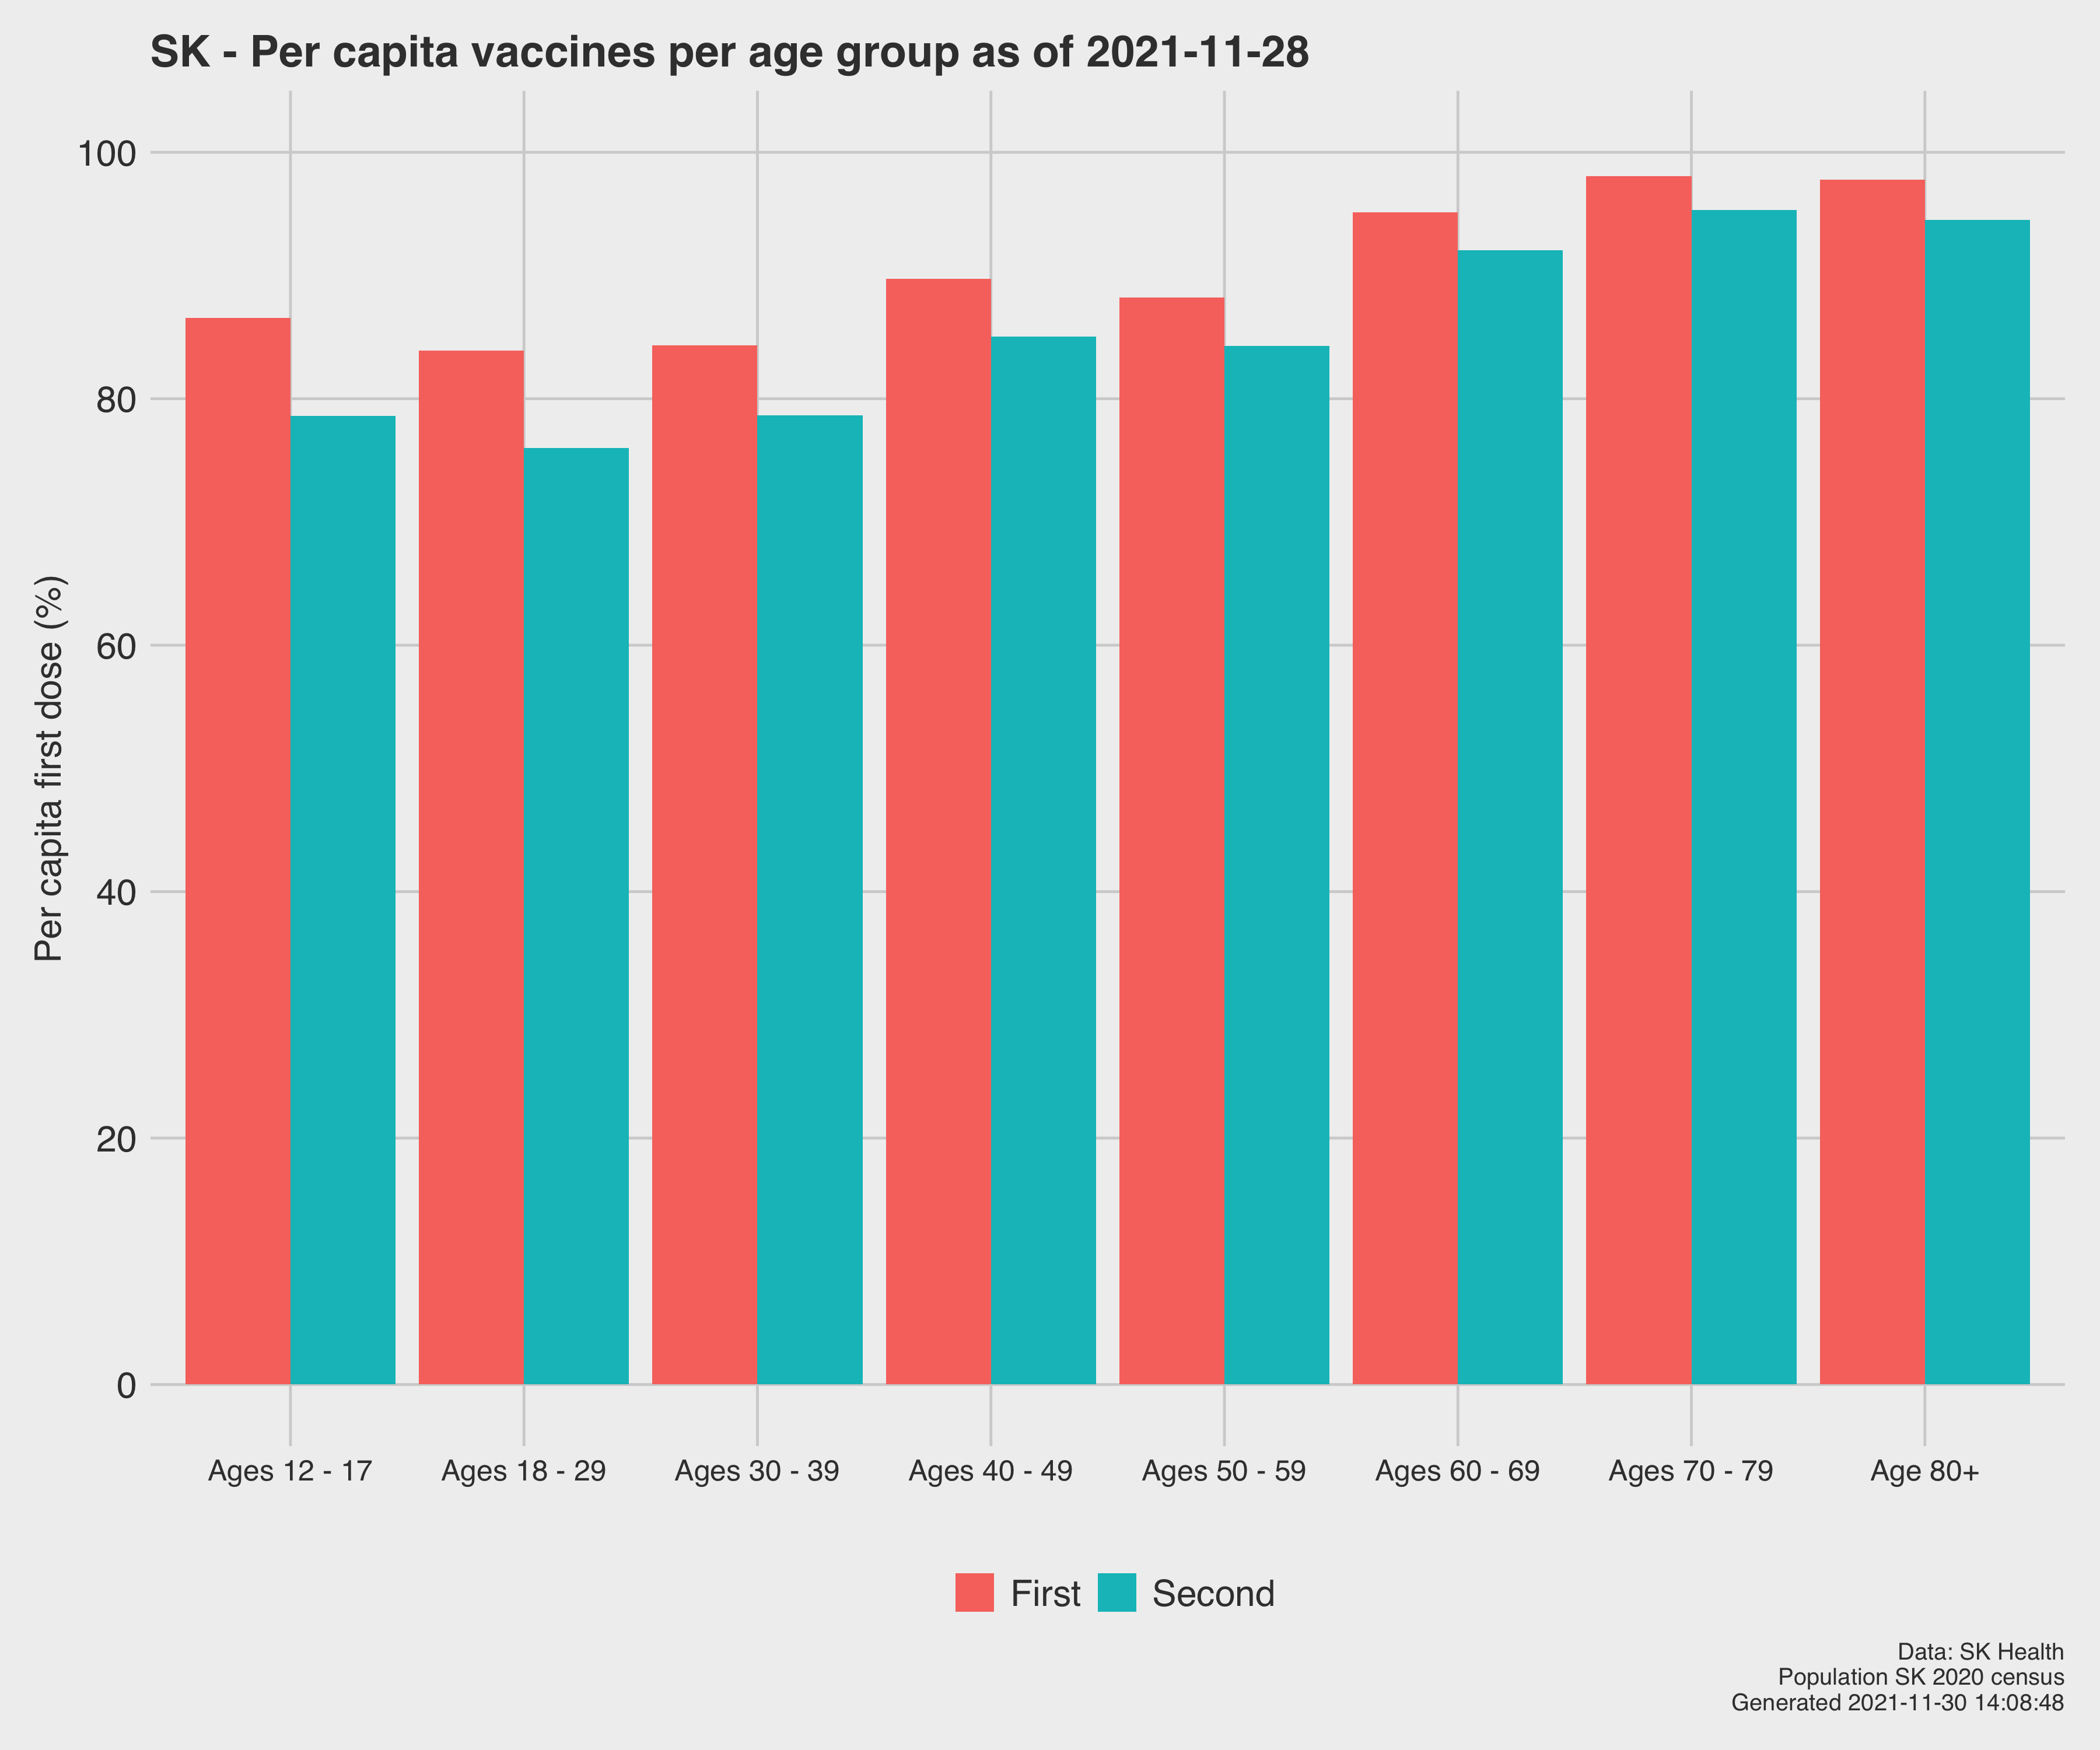 SK - Per capita vaccines per age group as of 2021-11-28
Per capita first dose (%)
100
80
60
40
20
0
Ages 12 - 17
Ages 18 - 29
Ages 30 - 39
Ages 40 - 49
Ages 50 - 59
Ages 60 - 69
Ages 70 - 79
Age 80+
First
Second
Data: SK Health
Population SK 2020 census
Generated 2021-11-30 14:08:48